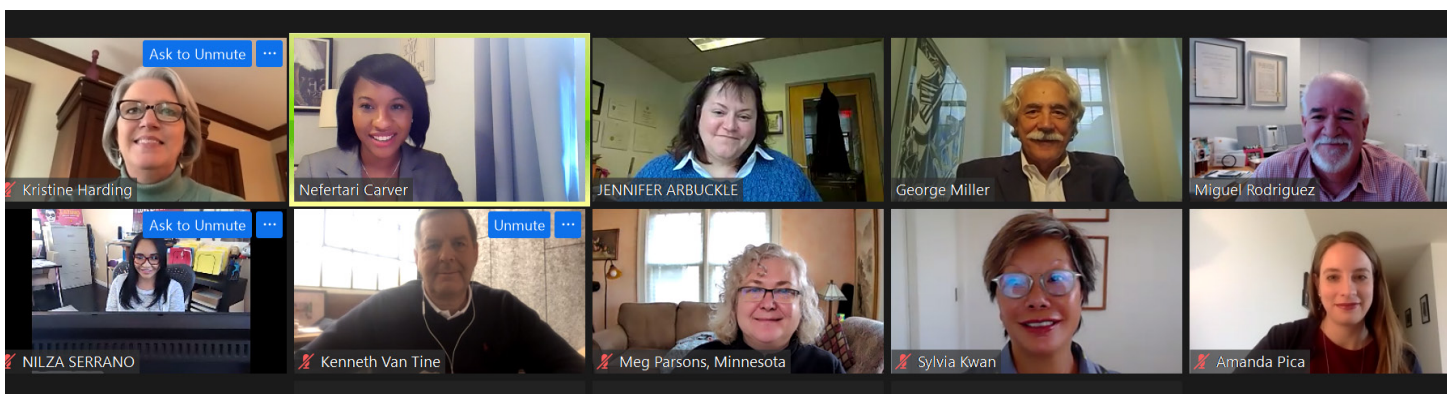 Ask to Unmute
Kristine Harding
Nefertari Carver
JENNIFER ARBUCKLE
George Miller
Miguel Rodriguez
Ask to Unmute
NILZA SERRANO
Unmute
Kenneth Van Tine
Meg Parsons, Minnesota
Sylvia Kwan
Amanda Pica